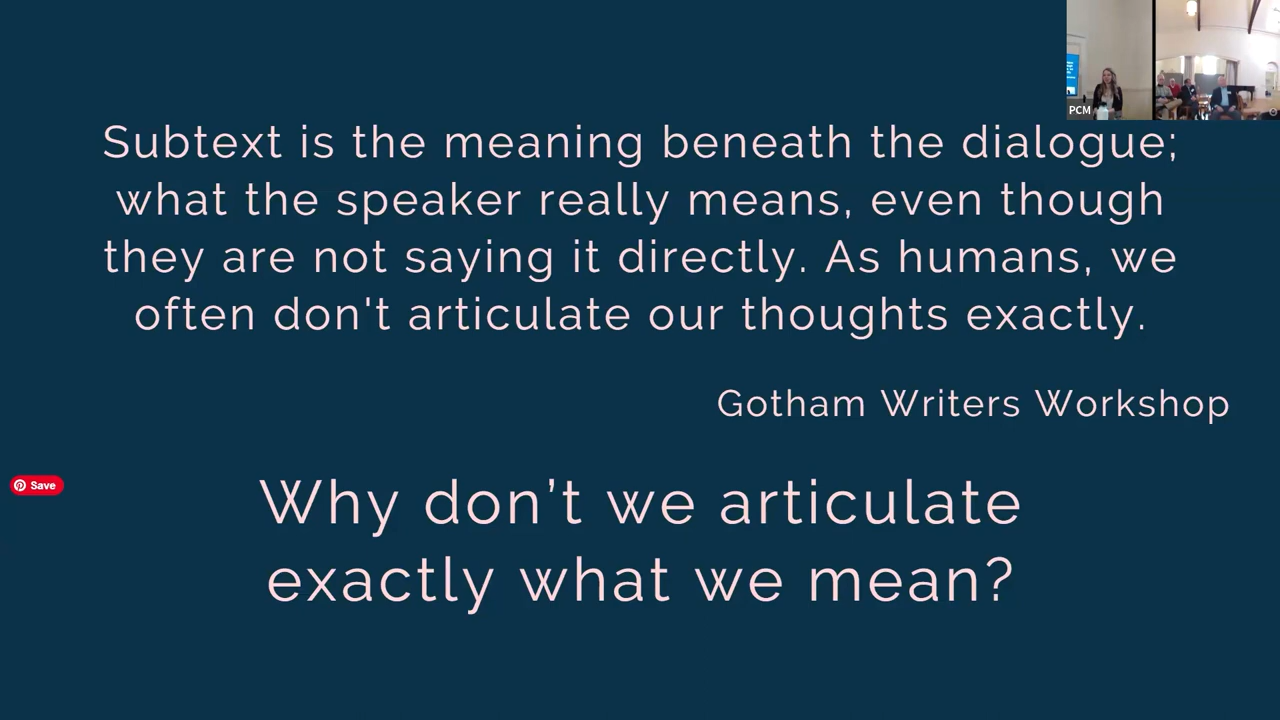 PCM
Subtext is the meaning beneath the dialogue;
what the speaker really means, even though
they are not saying it directly. As humans, we
often don't articulate our thoughts exactly.
Gotham Writers Workshop
Save
Why don’t we articulate
exactly what we mean?